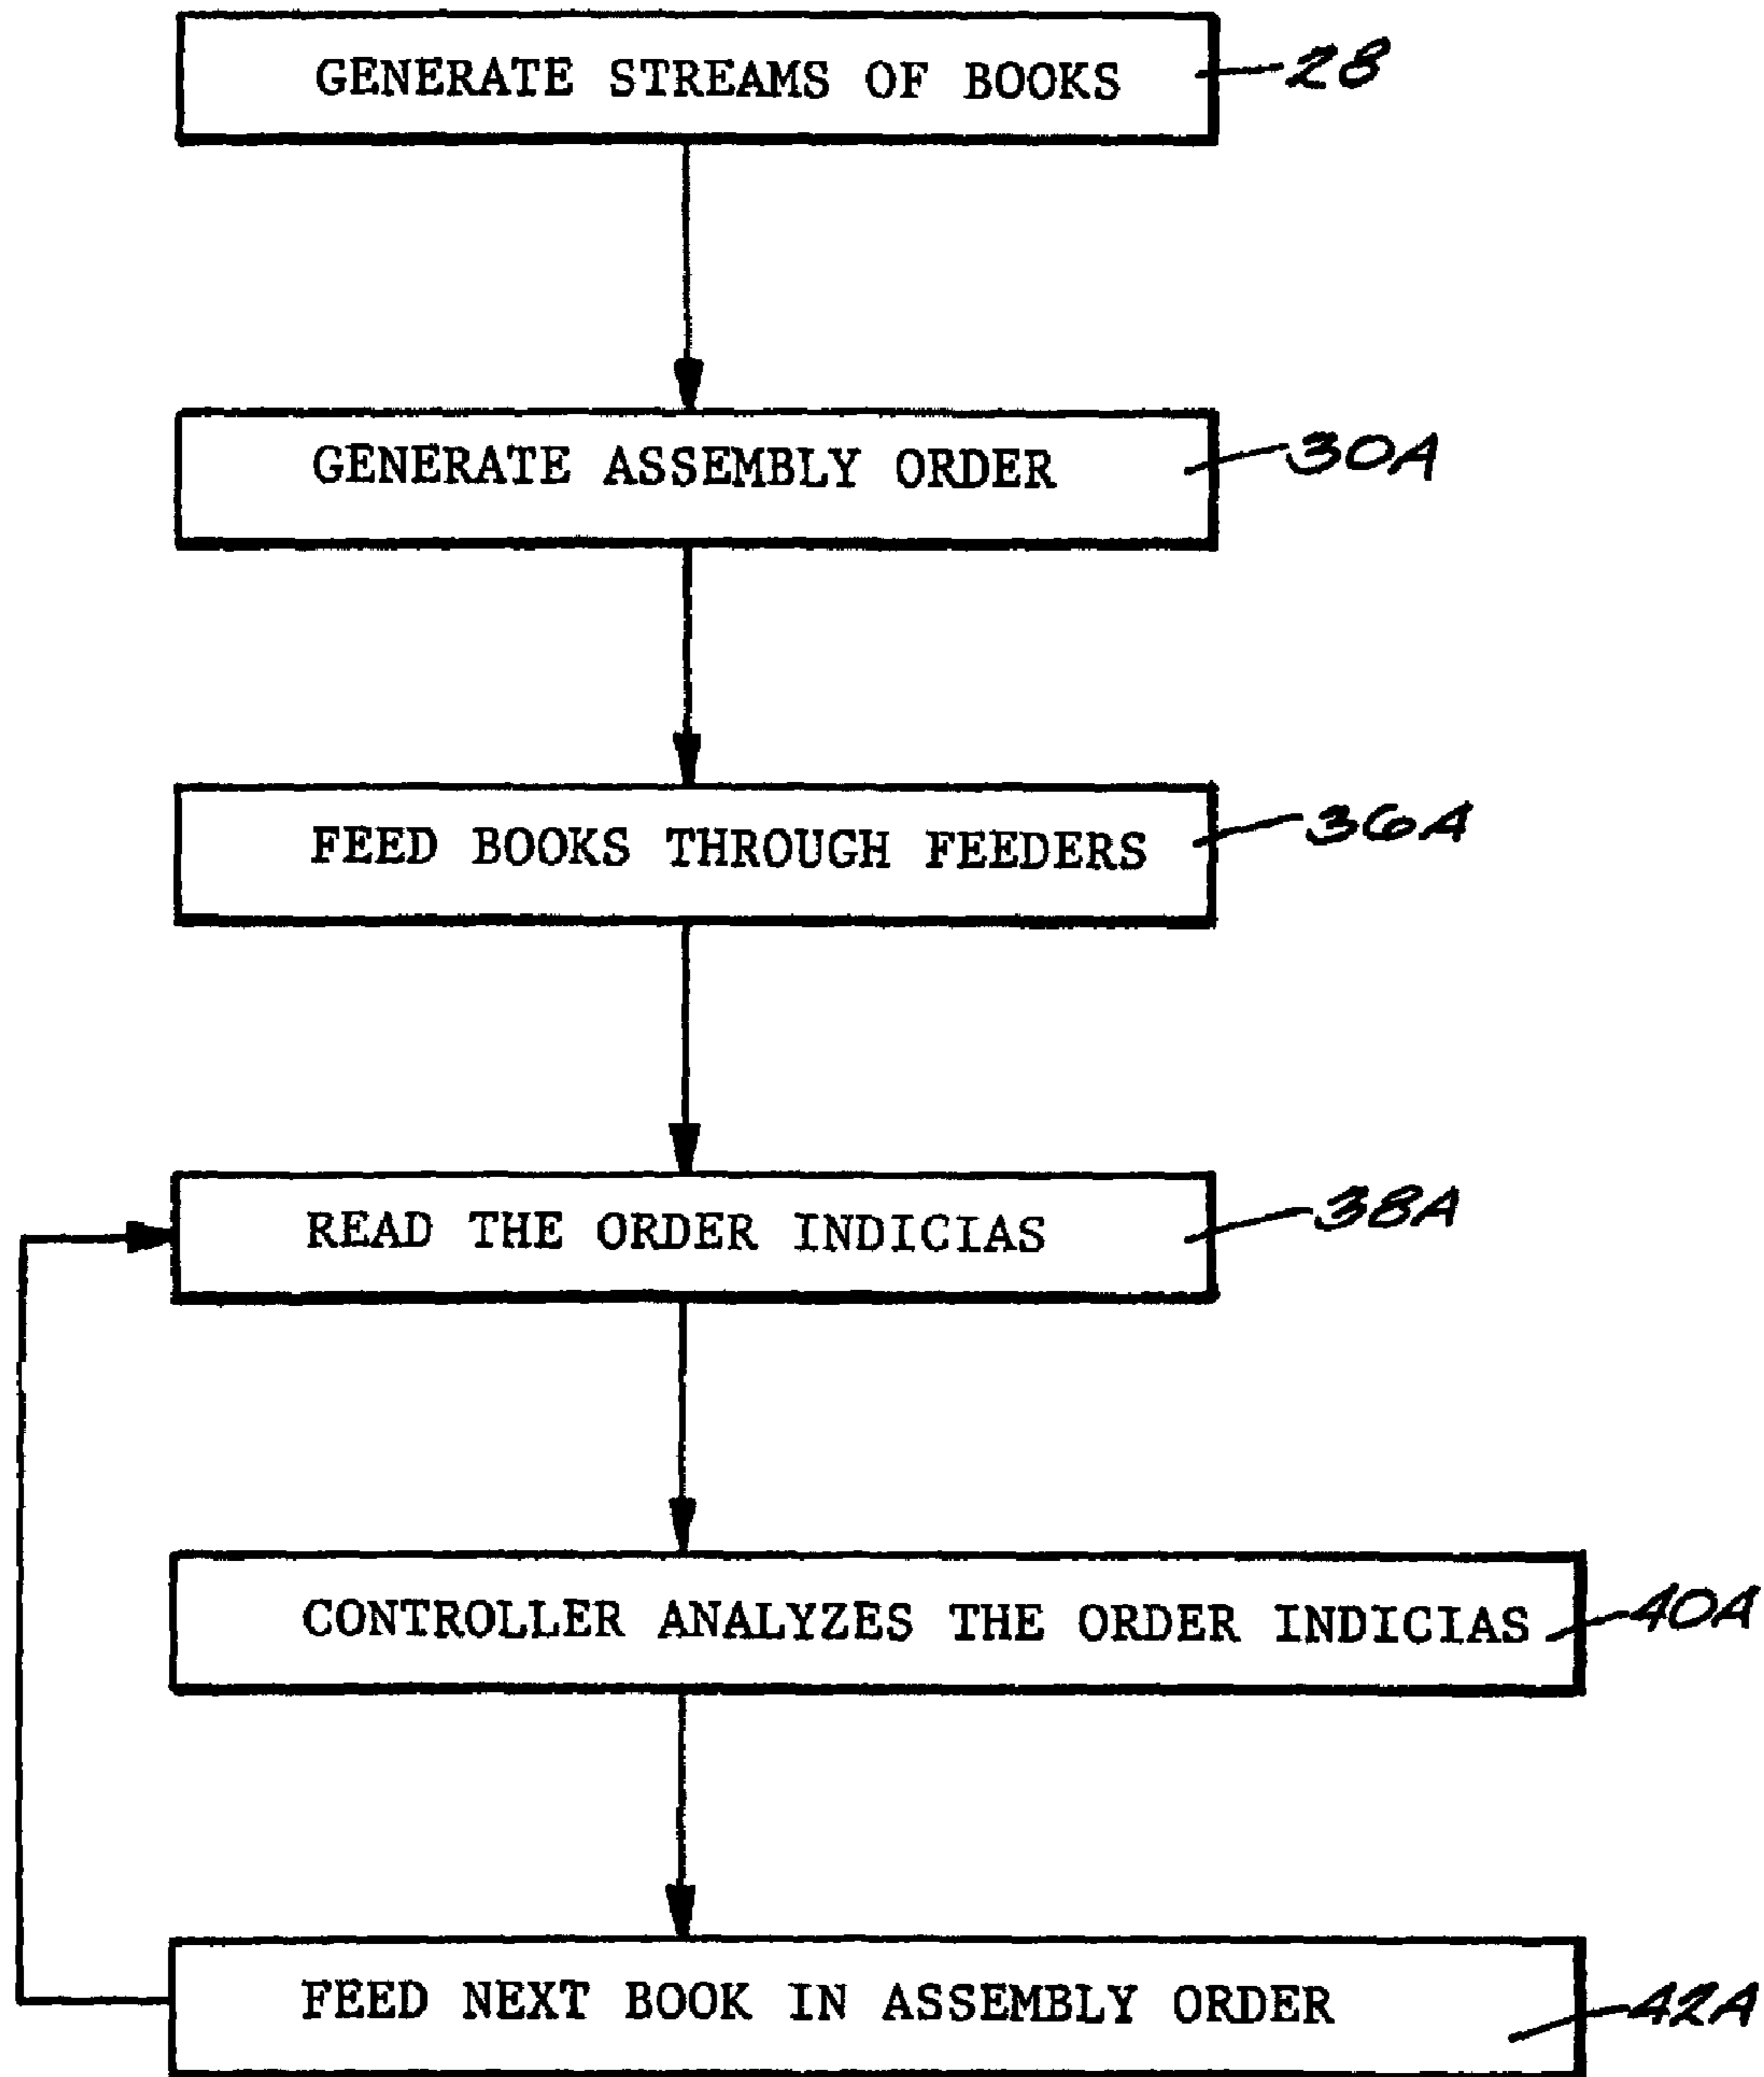 GENERATE STREAMS OF BOOKS 28
GENERATE ASSEMBLY ORDER 30A
FEED BOOKS THROUGH FEEDERS 36A
READ THE ORDER INDICIAS 38A
CONTROLLER ANALYZES THE ORDER INDICIAS 40A
FEED NEXT BOOK IN ASSEMBLY ORDER 42A